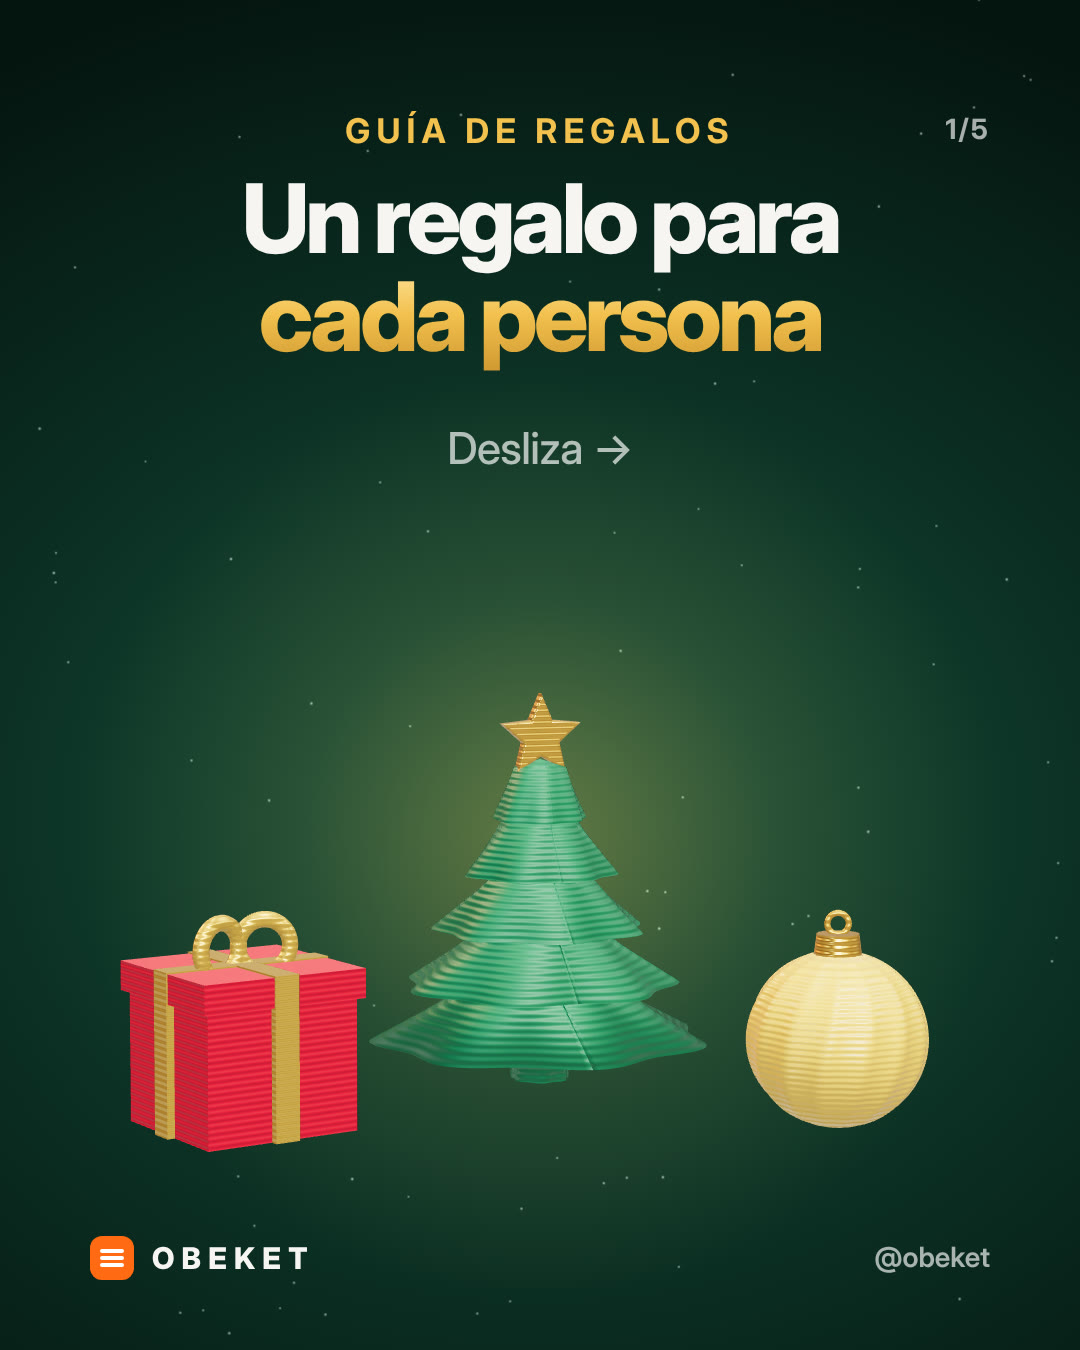 GUÍA DE REGALOS
1/5
Un regalo para
cada persona
Desliza →
OBEKET
@obeket